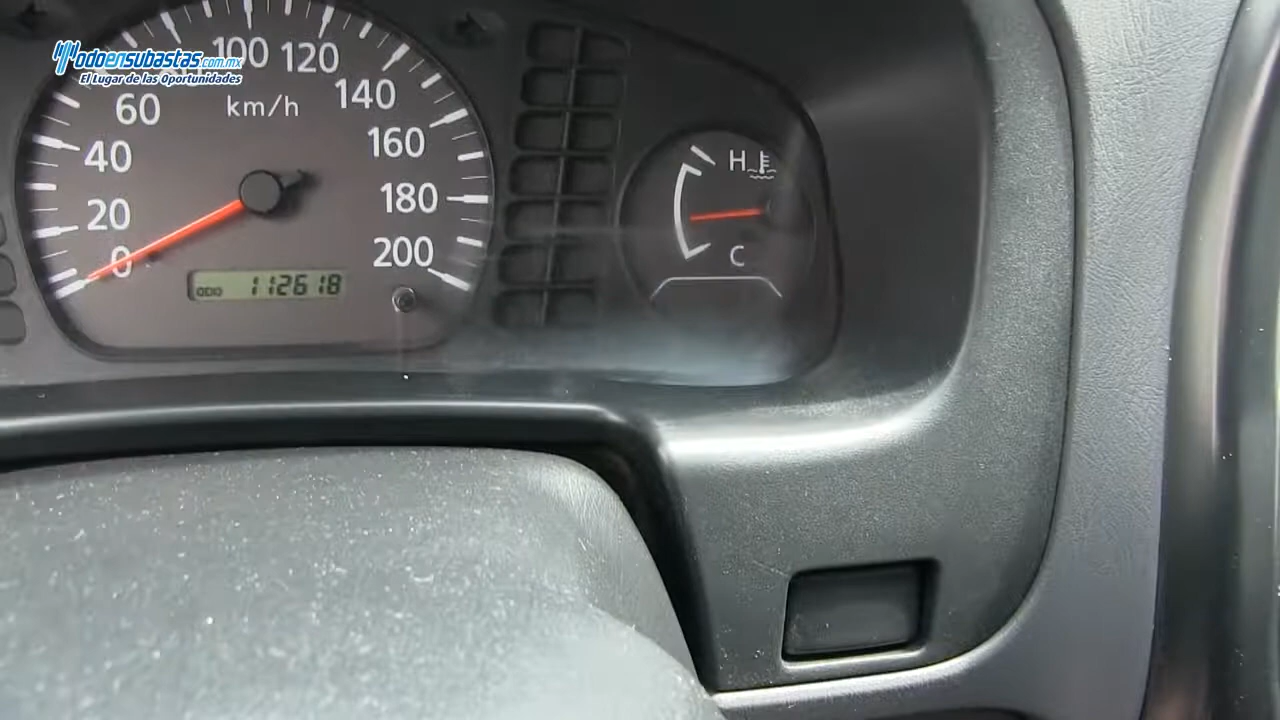 Todoensubastas.com.mx
El Lugar de las Oportunidades
100
120
60
km/h
140
40
160
20
180
0
200
ODO 112618
H
C